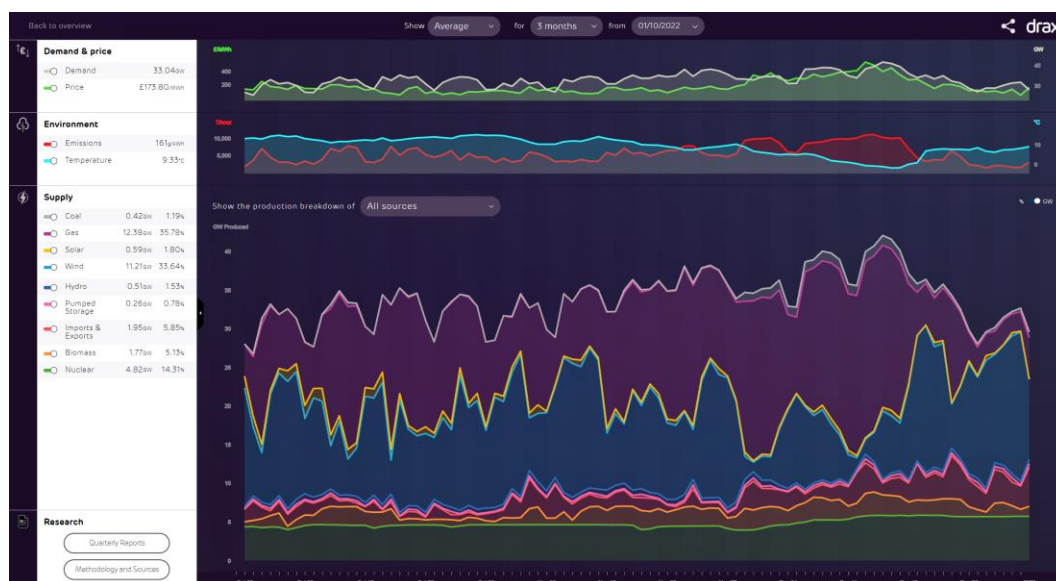 Back to overview
Show Average for 3 months from 01/10/2022
drax
Demand & price
Demand 33.04GW
Price £173.80/MWh
Environment
Emissions 161g/kWh
Temperature 9.33°C
Supply
Coal 0.42GW 1.19%
Gas 12.38GW 35.78%
Solar 0.59GW 1.80%
Wind 11.21GW 33.64%
Hydro 0.51GW 1.53%
Pumped Storage 0.26GW 0.78%
Imports & Exports 1.95GW 5.85%
Biomass 1.77GW 5.13%
Nuclear 4.82GW 14.31%
Research
Quarterly Reports
Methodology and Sources
£/MWh
GW
400
40
200
30
T/hour
°C
10,000
10
5,000
0
Show the production breakdown of All sources
% GW
GW Produced
40
35
30
25
20
15
10
5
0